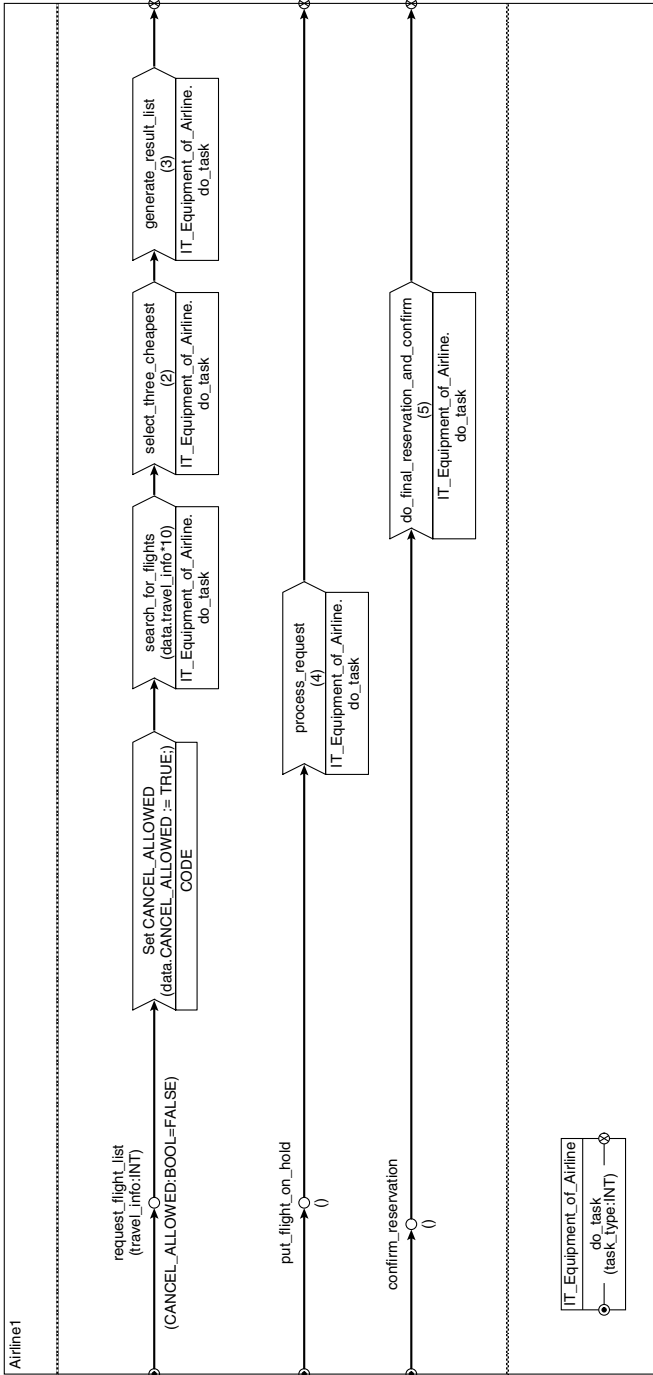 Airline1
request_flight_list
(travel_info:INT)
(CANCEL_ALLOWED:BOOL=FALSE)
Set CANCEL_ALLOWED
(data.CANCEL_ALLOWED := TRUE;)
CODE
search_for_flights
(data.travel_info*10)
IT_Equipment_of_Airline.
do_task
select_three_cheapest
(2)
IT_Equipment_of_Airline.
do_task
generate_result_list
(3)
IT_Equipment_of_Airline.
do_task
put_flight_on_hold
()
process_request
(4)
IT_Equipment_of_Airline.
do_task
confirm_reservation
()
do_final_reservation_and_confirm
(5)
IT_Equipment_of_Airline.
do_task
IT_Equipment_of_Airline
do_task
(task_type:INT)